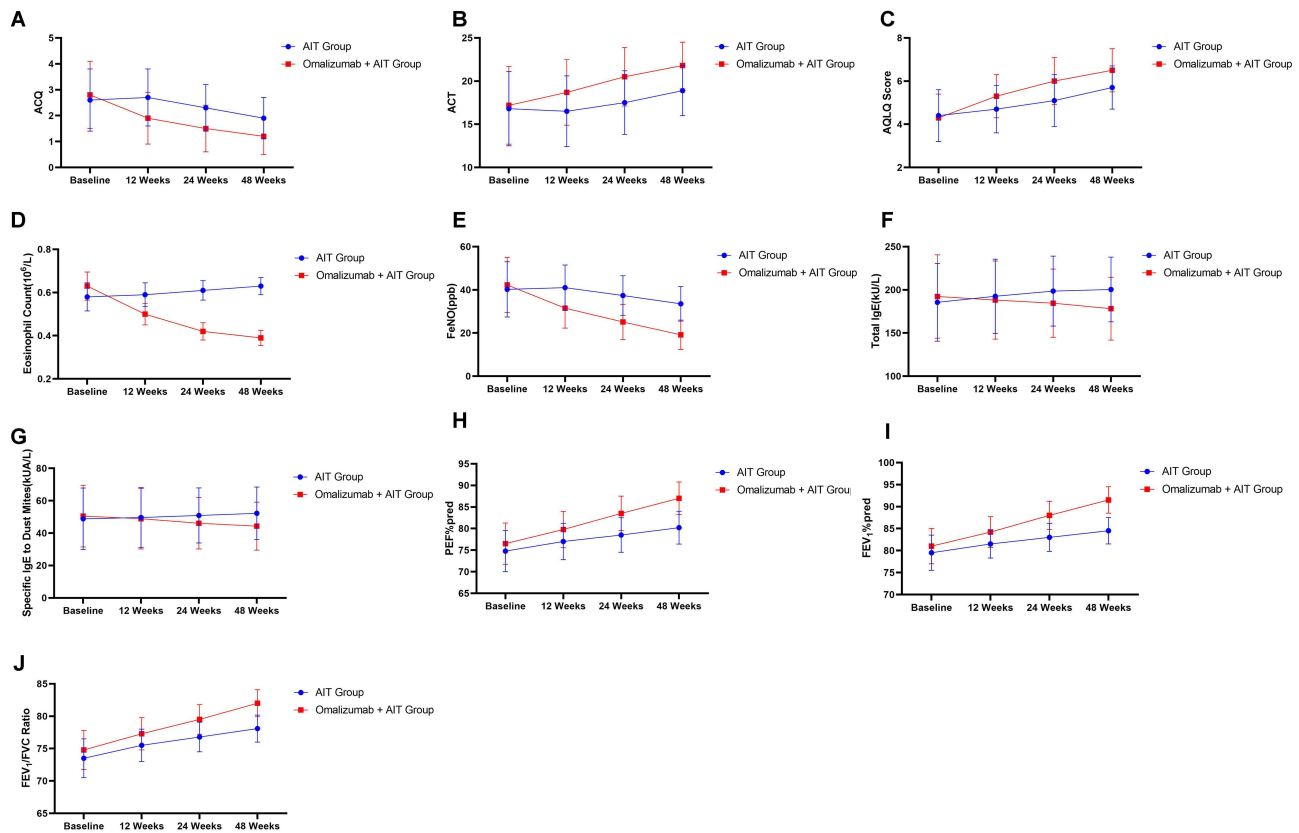 A
ACQ
5
4
3
2
1
0
Baseline 12 Weeks 24 Weeks 48 Weeks
AIT Group
Omalizumab + AIT Group
B
ACT
25
20
15
10
Baseline 12 Weeks 24 Weeks 48 Weeks
AIT Group
Omalizumab + AIT Group
C
AQLQ Score
8
6
4
2
Baseline 12 Weeks 24 Weeks 48 Weeks
AIT Group
Omalizumab + AIT Group
D
Eosinophil Count(10⁶/L)
0.8
0.6
0.4
0.2
Baseline 12 Weeks 24 Weeks 48 Weeks
AIT Group
Omalizumab + AIT Group
E
FeNO(ppb)
60
40
20
0
Baseline 12 Weeks 24 Weeks 48 Weeks
AIT Group
Omalizumab + AIT Group
F
Total IgE(kU/L)
250
200
150
100
Baseline 12 Weeks 24 Weeks 48 Weeks
AIT Group
Omalizumab + AIT Group
G
Specific IgE to Dust Mites(kUA/L)
80
60
40
20
0
Baseline 12 Weeks 24 Weeks 48 Weeks
AIT Group
Omalizumab + AIT Group
H
PEF%pred
95
90
85
80
75
70
65
Baseline 12 Weeks 24 Weeks 48 Weeks
AIT Group
Omalizumab + AIT Group
I
FEV₁%pred
100
95
90
85
80
75
70
Baseline 12 Weeks 24 Weeks 48 Weeks
AIT Group
Omalizumab + AIT Group
J
FEV₁/FVC Ratio
85
80
75
70
65
Baseline 12 Weeks 24 Weeks 48 Weeks
AIT Group
Omalizumab + AIT Group